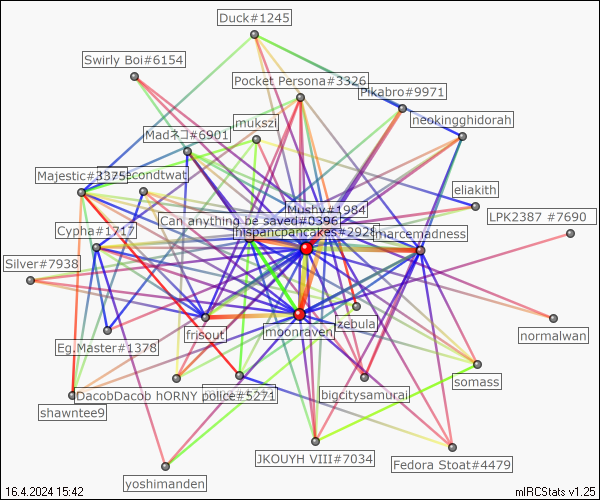 Duck#1245
Swirly Boi#6154
Pocket Persona#3326
Pikabro#9971
neokingghidorah
mukszi
Madネコ#6901
Majestic#3375
secondtwat
eliakith
Mushy#1984
LPK2387 #7690
Can anything be saved#0396
Cypha#1717
hispancpancakes#2928
marcemadness
Silver#7938
zebula
moonraven
frisout
normalwan
Eg.Master#1378
somass
DacobDacob hORNY police#5271
bigcitysamurai
shawntee9
JKOUYH VIII#7034
Fedora Stoat#4479
yoshimanden
16.4.2024 15:42
mIRCStats v1.25